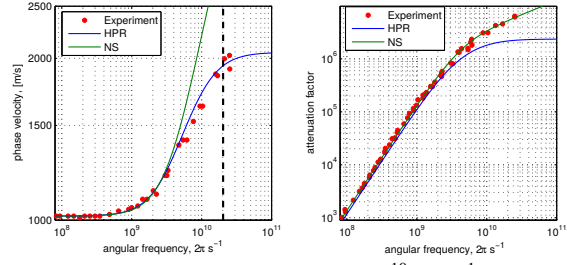 2500
2000
1500
1000
phase velocity, [m/s]
Experiment
HPR
NS
10^8
10^9
10^10
10^11
angular frequency, 2π s^-1
10^6
10^5
10^4
10^3
attenuation factor
Experiment
HPR
NS
10^8
10^9
10^10
10^11
angular frequency, 2π s^-1